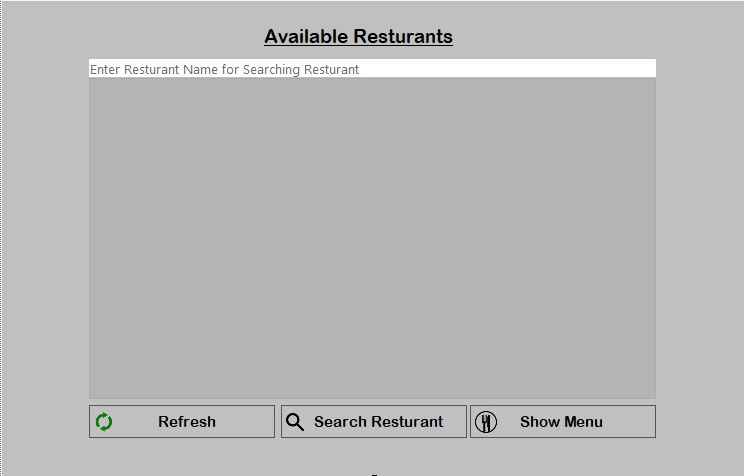 Available Resturants
Enter Resturant Name for Searching Resturant
Refresh
Search Resturant
Show Menu